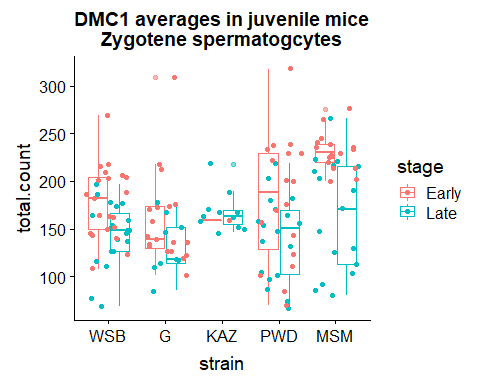 DMC1 averages in juvenile mice
Zygotene spermatogcytes
total.count
300
250
200
150
100
WSB
G
KAZ
PWD
MSM
strain
stage
Early
Late